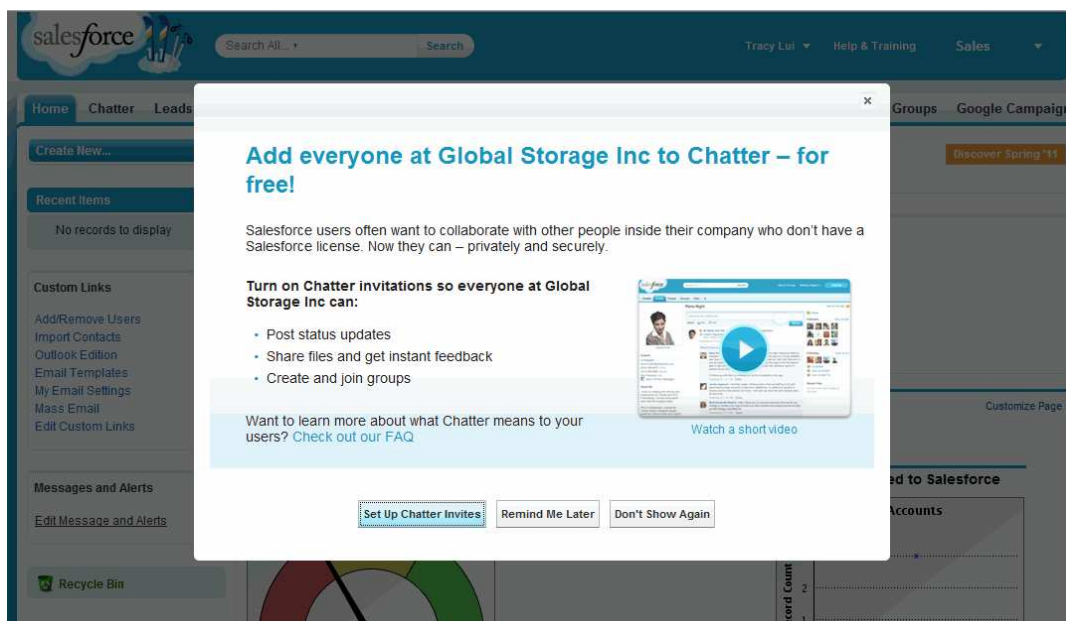 salesforce
Search All...
Search
Tracy Lui
Help & Training
Sales
Home
Chatter
Leads
Groups
Google Campaig
Create New...
Discover Spring '11
Recent Items
No records to display
Custom Links
Add/Remove Users
Import Contacts
Outlook Edition
Email Templates
My Email Settings
Mass Email
Edit Custom Links
Messages and Alerts
Edit Message and Alerts
Recycle Bin
x
Add everyone at Global Storage Inc to Chatter – for
free!
Salesforce users often want to collaborate with other people inside their company who don't have a
Salesforce license. Now they can – privately and securely.
Turn on Chatter invitations so everyone at Global
Storage Inc can:
• Post status updates
• Share files and get instant feedback
• Create and join groups
Want to learn more about what Chatter means to your
users? Check out our FAQ
Watch a short video
Set Up Chatter Invites
Remind Me Later
Don't Show Again
Customize Page
ed to Salesforce
Accounts
cord Count
2
1